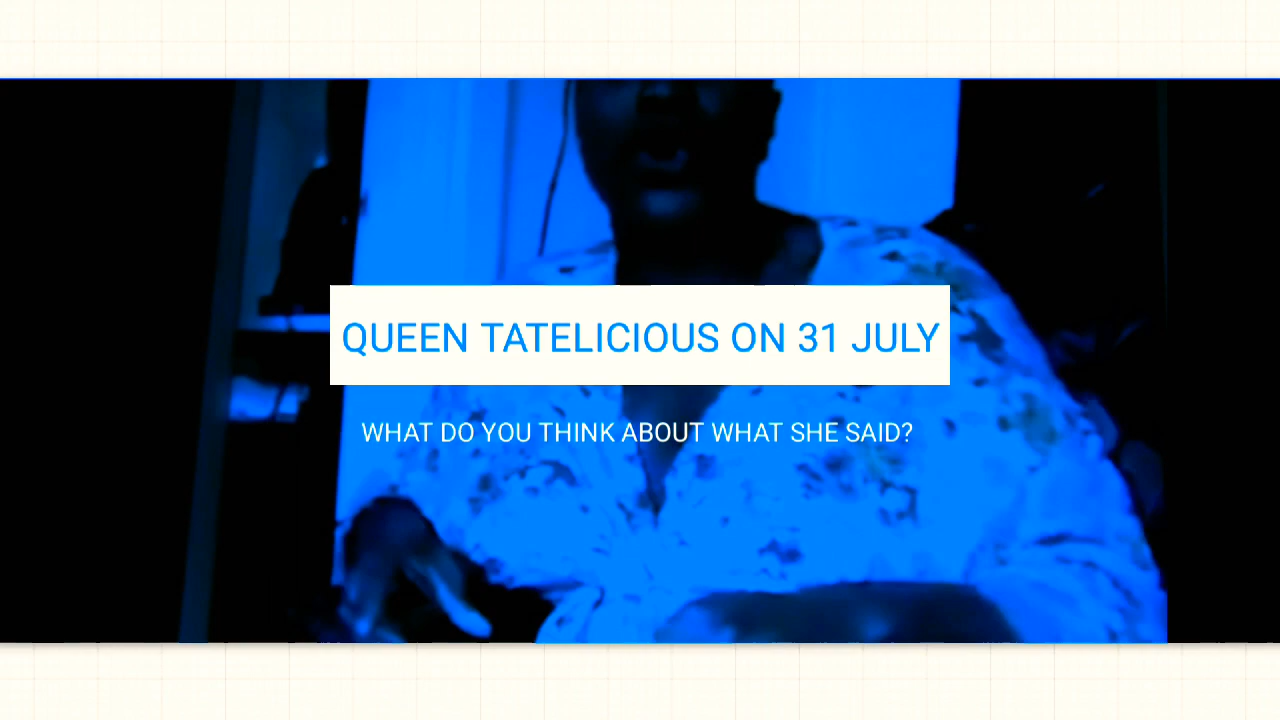 QUEEN TATELICIOUS ON 31 JULY
WHAT DO YOU THINK ABOUT WHAT SHE SAID?